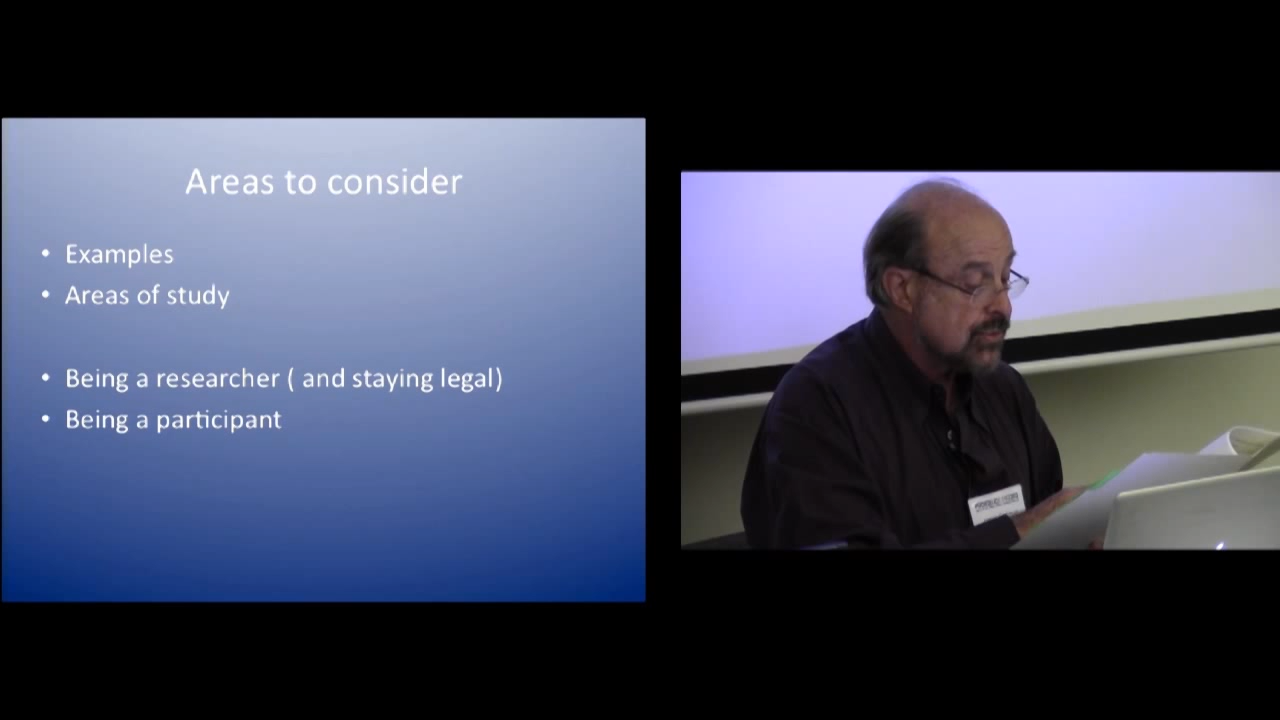 Areas to consider
• Examples
• Areas of study
• Being a researcher ( and staying legal)
• Being a participant